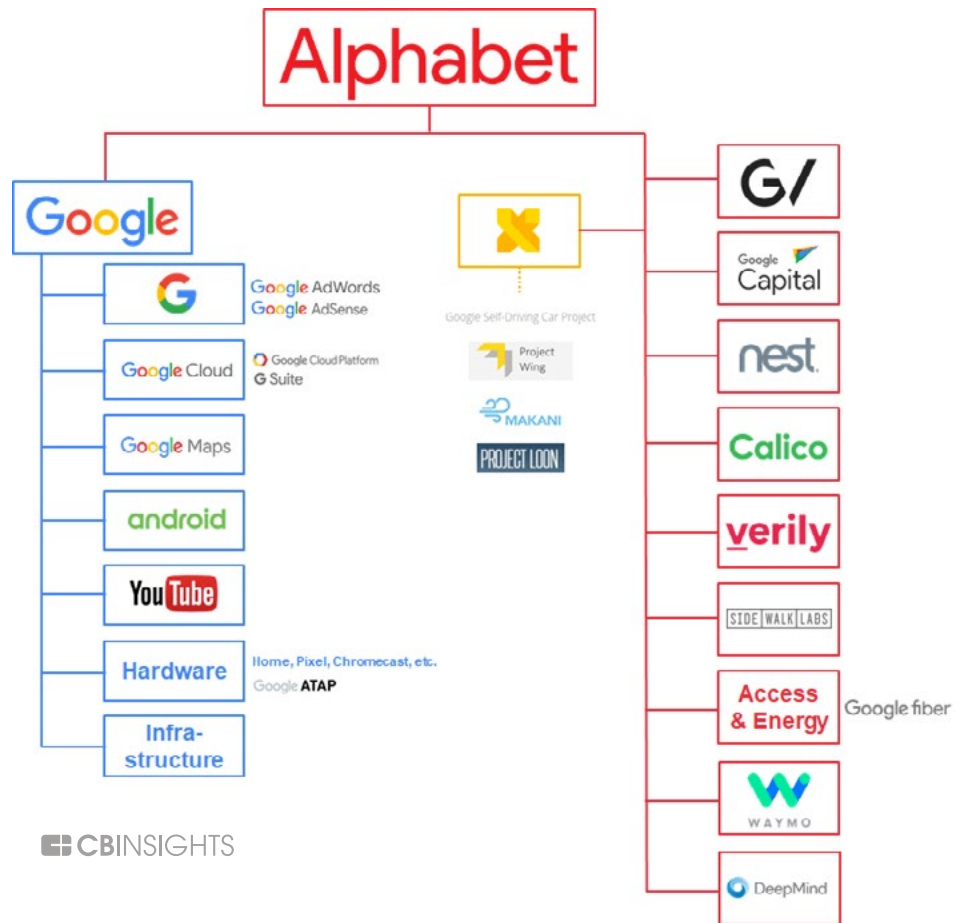 Alphabet
Google
G
Google AdWords
Google AdSense
Google Cloud
Google Cloud Platform
G Suite
Google Maps
android
YouTube
Hardware
Home, Pixel, Chromecast, etc.
Google ATAP
Infra-
structure
X
Google Self-Driving Car Project
Project
Wing
MAKANI
PROJECT LOON
G/
Google
Capital
nest.
Calico
verily
SIDE WALK LABS
Access
& Energy
Google fiber
W
WAYMO
DeepMind
CBINSIGHTS